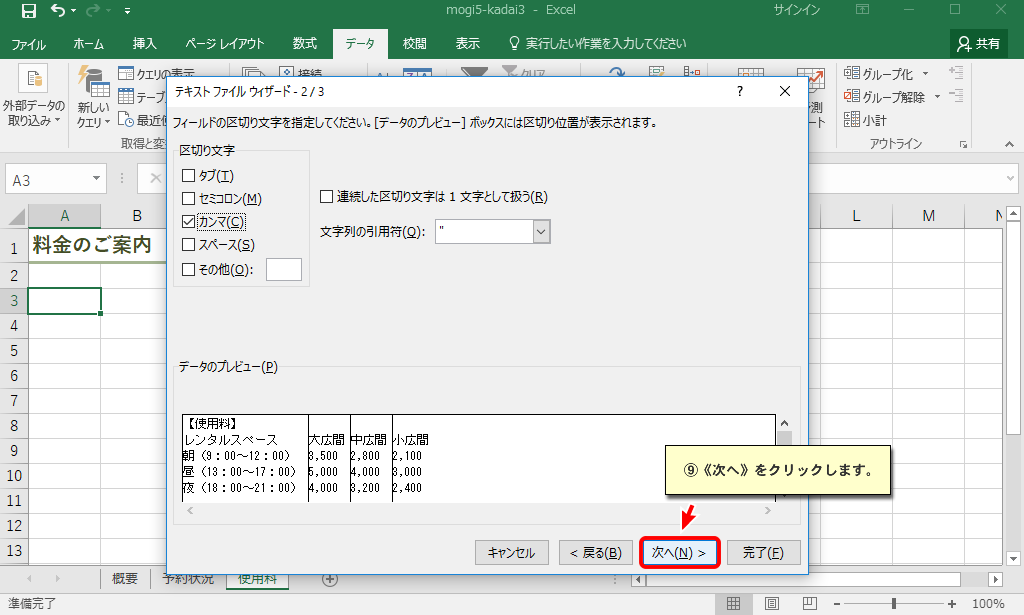 mogi5-kadai3 - Excel
サインイン
ファイル
ホーム
挿入
ページ レイアウト
数式
データ
校閲
表示
実行したい作業を入力してください
共有
外部データの
取り込み
新しい
クエリ
クエリの表示
テーブ
最近使
取得と変
接続
クリア
グループ化
グループ解除
小計
アウトライン
テキスト ファイル ウィザード - 2 / 3
?
フィールドの区切り文字を指定してください。[データのプレビュー] ボックスには区切り位置が表示されます。
区切り文字
タブ(T)
セミコロン(M)
カンマ(C)
スペース(S)
その他(O):
連続した区切り文字は 1 文字として扱う(R)
文字列の引用符(Q):
"
データのプレビュー(P)
【使用料】
レンタルスペース 大広間 中広間 小広間
朝（9：00～12：00） 3,500 2,800 2,100
昼（13：00～17：00） 5,000 4,000 3,000
夜（18：00～21：00） 4,000 3,200 2,400
⑨《次へ》をクリックします。
キャンセル
< 戻る(B)
次へ(N) >
完了(F)
A3
A B L M N
1 料金のご案内
2
3
4
5
6
7
8
9
10
11
12
13
概要
予約状況
使用料
準備完了
100%